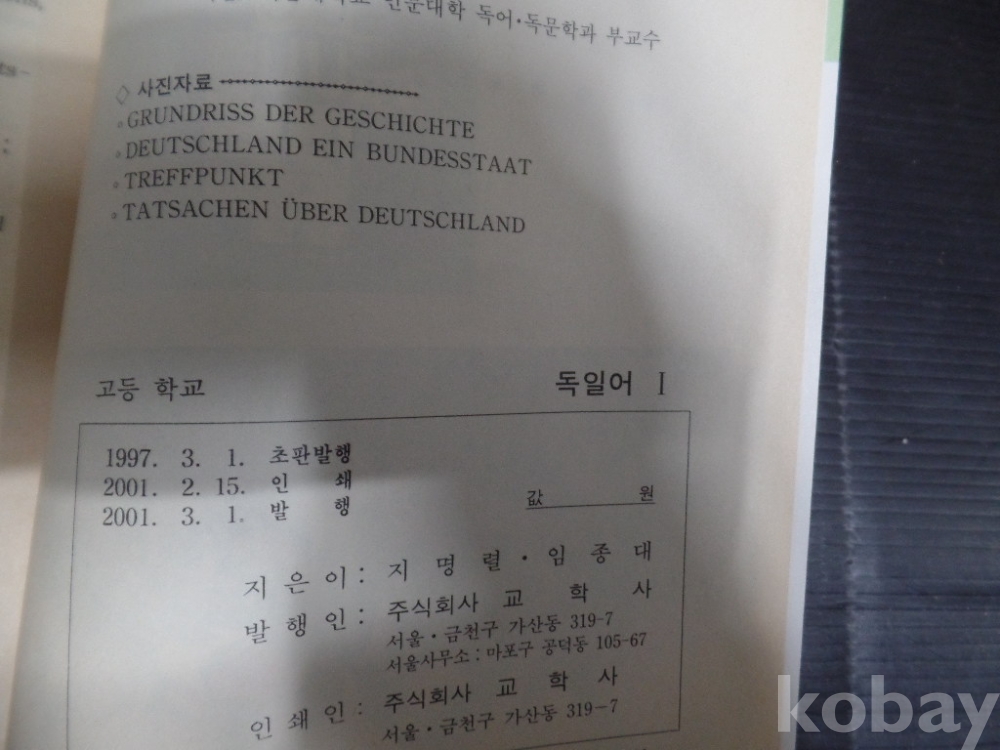 인문대학 독어·독문학과 부교수
◇ 사진자료
◦GRUNDRISS DER GESCHICHTE
◦DEUTSCHLAND EIN BUNDESSTAAT
◦TREFFPUNKT
◦TATSACHEN ÜBER DEUTSCHLAND
고등 학교 독일어 Ⅰ
1997. 3. 1. 초판발행
2001. 2. 15. 인 쇄
2001. 3. 1. 발 행
값 원
지은이 : 지 명 렬 · 임 종 대
발행인 : 주식회사 교 학 사
서울·금천구 가산동 319-7
서울사무소 : 마포구 공덕동 105-67
인쇄인 : 주식회사 교 학 사
서울·금천구 가산동 319-7
kobay